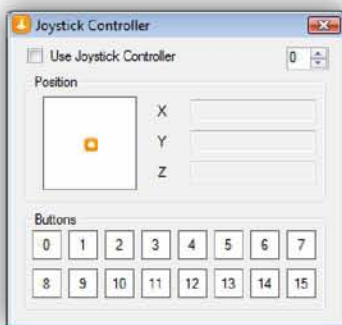 Joystick Controller
Use Joystick Controller 0
Position
X
Y
Z
Buttons
0 1 2 3 4 5 6 7
8 9 10 11 12 13 14 15